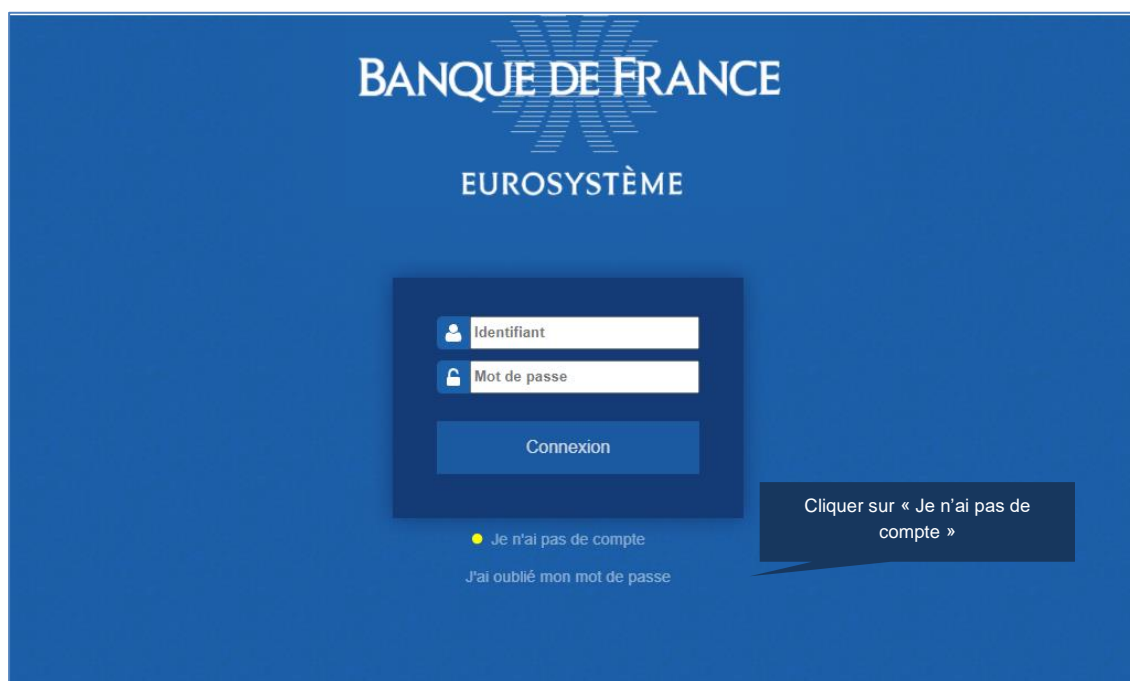 BANQUE DE FRANCE
EUROSYSTÈME
Identifiant
Mot de passe
Connexion
Cliquer sur « Je n’ai pas de
compte »
Je n'ai pas de compte
J'ai oublié mon mot de passe